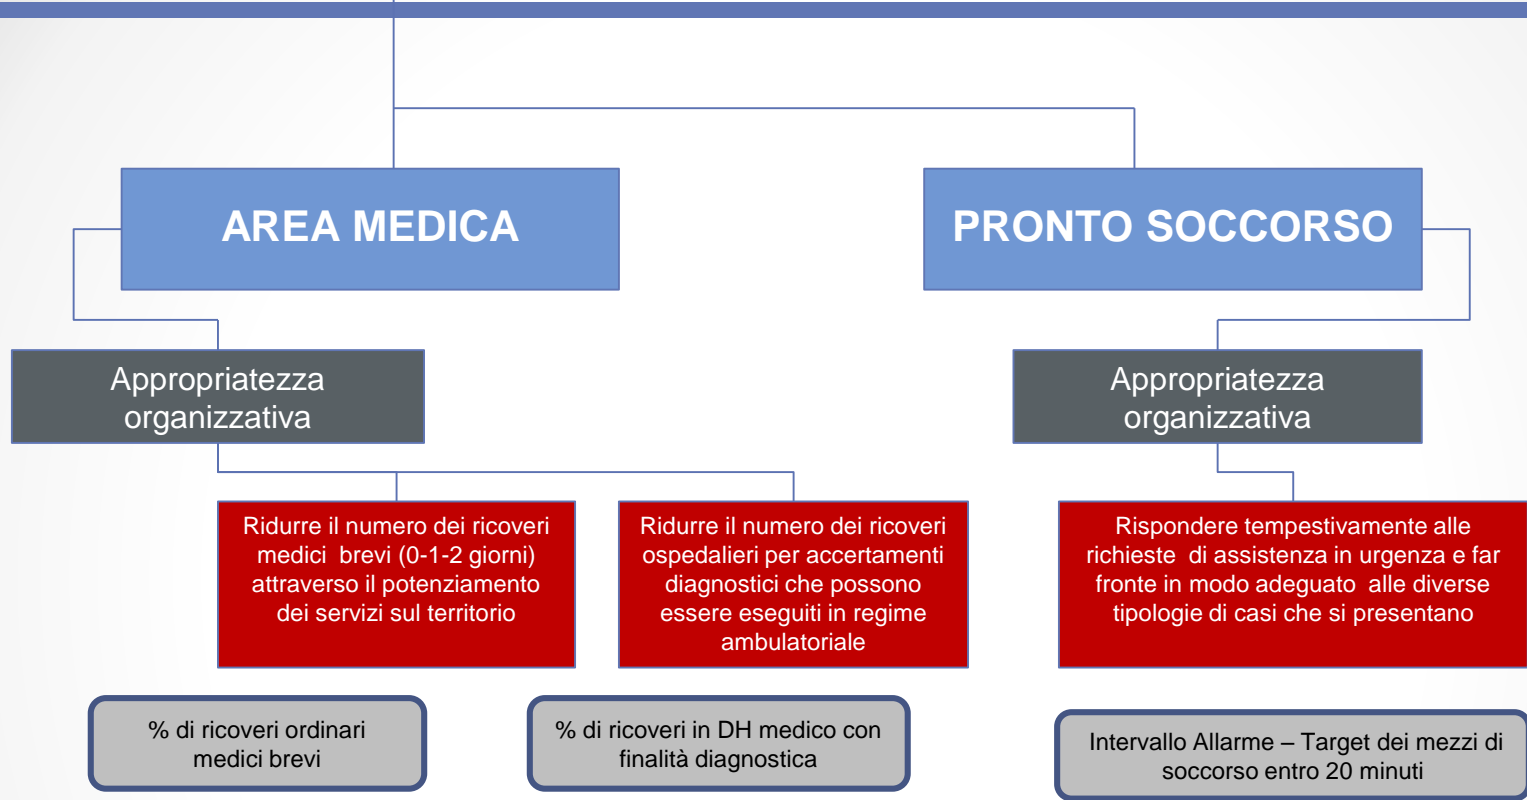 AREA MEDICA
PRONTO SOCCORSO
Appropriatezza
organizzativa
Appropriatezza
organizzativa
Ridurre il numero dei ricoveri
medici brevi (0-1-2 giorni)
attraverso il potenziamento
dei servizi sul territorio
Ridurre il numero dei ricoveri
ospedalieri per accertamenti
diagnostici che possono
essere eseguiti in regime
ambulatoriale
Rispondere tempestivamente alle
richieste di assistenza in urgenza e far
fronte in modo adeguato alle diverse
tipologie di casi che si presentano
% di ricoveri ordinari
medici brevi
% di ricoveri in DH medico con
finalità diagnostica
Intervallo Allarme – Target dei mezzi di
soccorso entro 20 minuti